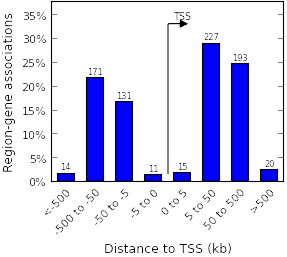 Region-gene associations
35%
30%
25%
20%
15%
10%
5%
0%
TSS
14
171
131
11
15
227
193
20
<-500
-500 to -50
-50 to -5
-5 to 0
0 to 5
5 to 50
50 to 500
>500
Distance to TSS (kb)